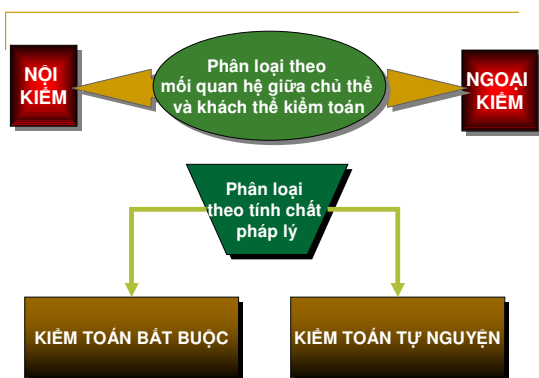 NỘI
KIỂM
Phân loại theo
mối quan hệ giữa chủ thể
và khách thể kiểm toán
NGOẠI
KIỂM
Phân loại
theo tính chất
pháp lý
KIỂM TOÁN BẮT BUỘC
KIỂM TOÁN TỰ NGUYỆN